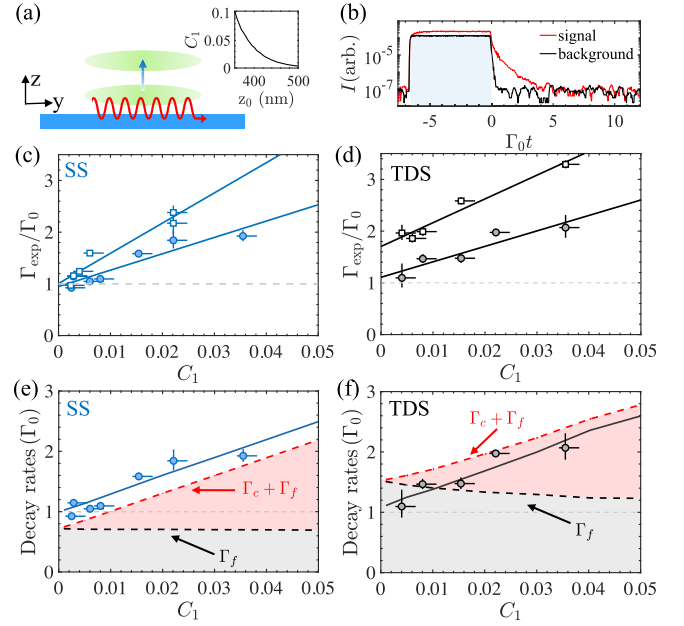 (a)
z
y
C₁
0.1
0.05
0
400
500
z₀ (nm)
(b)
I(arb.)
10⁻⁵
10⁻⁷
signal
background
-5
0
5
10
Γ₀t
(c)
SS
Γexp/Γ₀
3
2
1
0
0
0.01
0.02
0.03
0.04
0.05
C₁
(d)
TDS
Γexp/Γ₀
3
2
1
0
0
0.01
0.02
0.03
0.04
0.05
C₁
(e)
SS
Decay rates (Γ₀)
3
2
1
0
Γc + Γf
Γf
0
0.01
0.02
0.03
0.04
0.05
C₁
(f)
TDS
Decay rates (Γ₀)
3
2
1
0
Γc + Γf
Γf
0
0.01
0.02
0.03
0.04
0.05
C₁